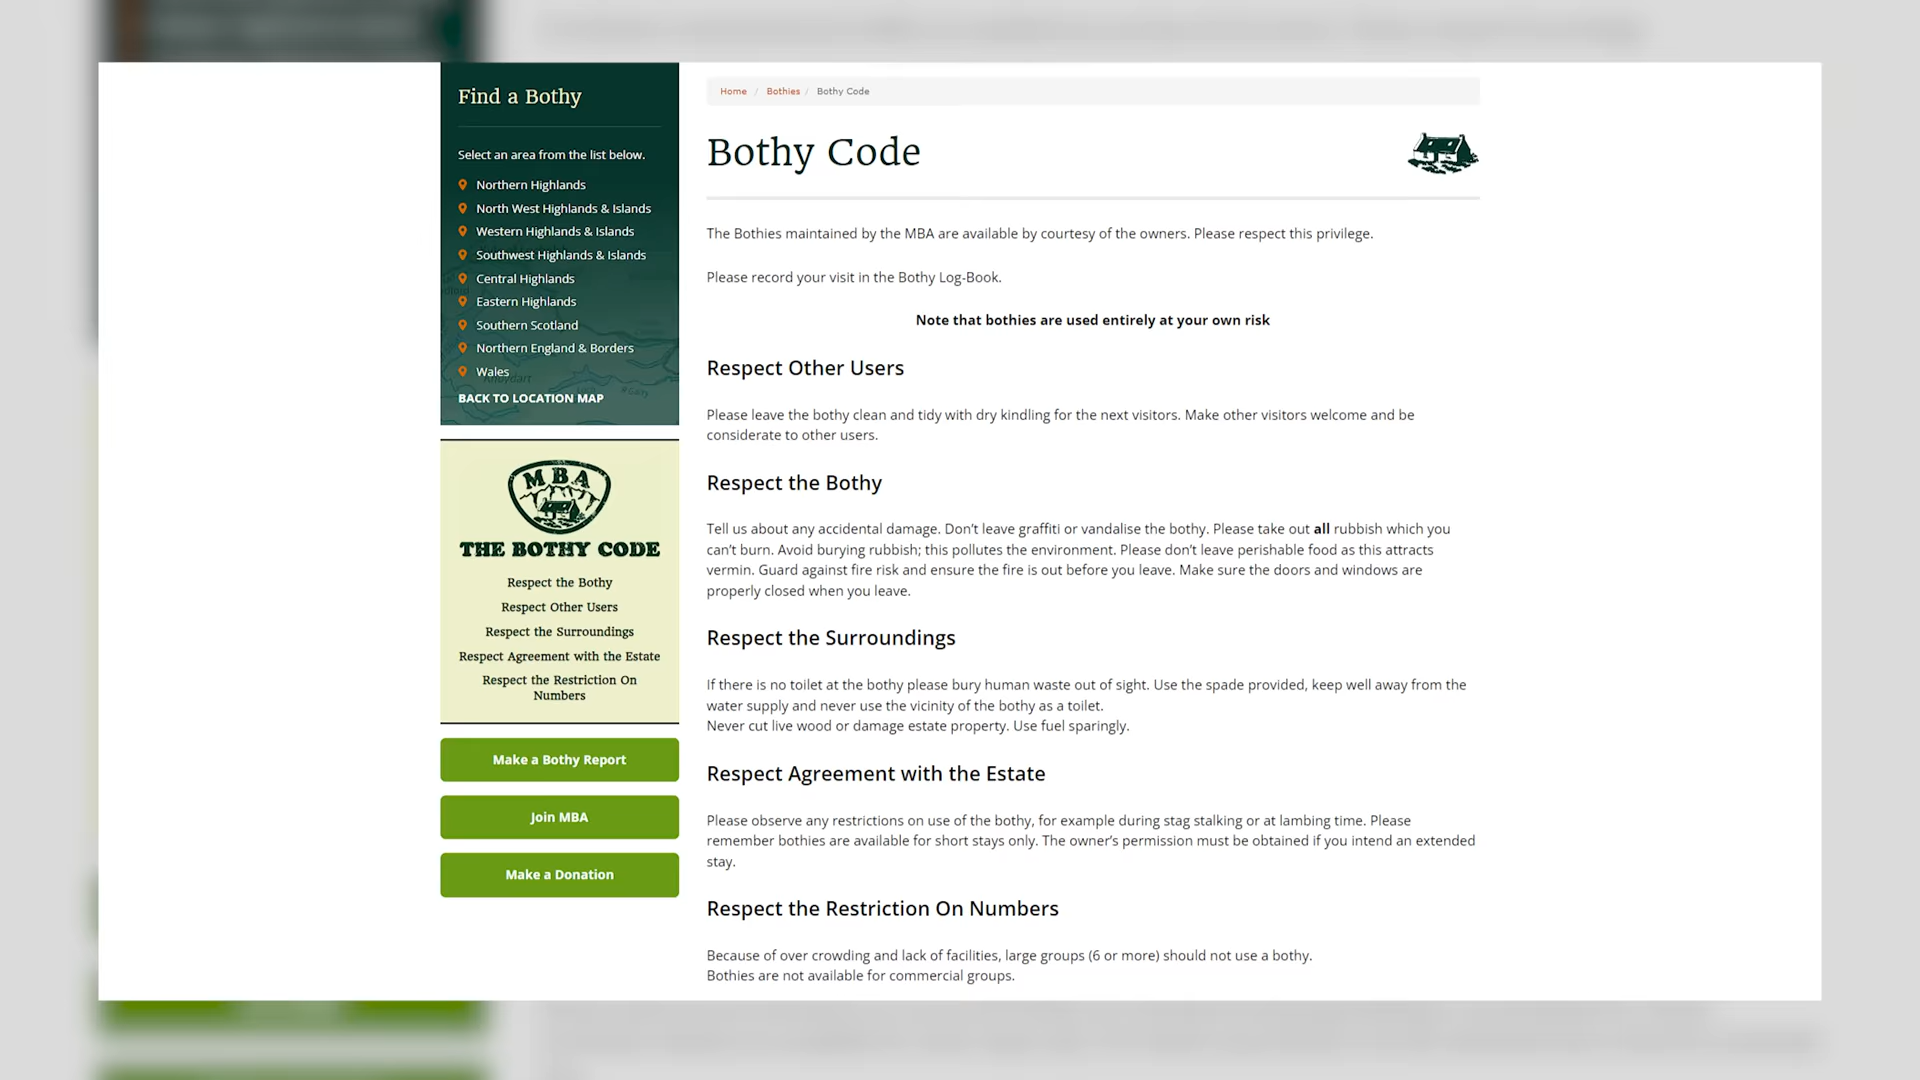 Find a Bothy
Select an area from the list below.
Northern Highlands
North West Highlands & Islands
Western Highlands & Islands
Southwest Highlands & Islands
Central Highlands
Eastern Highlands
Southern Scotland
Northern England & Borders
Wales
BACK TO LOCATION MAP
MBA
THE BOTHY CODE
Respect the Bothy
Respect Other Users
Respect the Surroundings
Respect Agreement with the Estate
Respect the Restriction On
Numbers
Make a Bothy Report
Join MBA
Make a Donation
Home / Bothies / Bothy Code
Bothy Code
The Bothies maintained by the MBA are available by courtesy of the owners. Please respect this privilege.
Please record your visit in the Bothy Log-Book.
Note that bothies are used entirely at your own risk
Respect Other Users
Please leave the bothy clean and tidy with dry kindling for the next visitors. Make other visitors welcome and be
considerate to other users.
Respect the Bothy
Tell us about any accidental damage. Don’t leave graffiti or vandalise the bothy. Please take out all rubbish which you
can’t burn. Avoid burying rubbish; this pollutes the environment. Please don’t leave perishable food as this attracts
vermin. Guard against fire risk and ensure the fire is out before you leave. Make sure the doors and windows are
properly closed when you leave.
Respect the Surroundings
If there is no toilet at the bothy please bury human waste out of sight. Use the spade provided, keep well away from the
water supply and never use the vicinity of the bothy as a toilet.
Never cut live wood or damage estate property. Use fuel sparingly.
Respect Agreement with the Estate
Please observe any restrictions on use of the bothy, for example during stag stalking or at lambing time. Please
remember bothies are available for short stays only. The owner’s permission must be obtained if you intend an extended
stay.
Respect the Restriction On Numbers
Because of over crowding and lack of facilities, large groups (6 or more) should not use a bothy.
Bothies are not available for commercial groups.